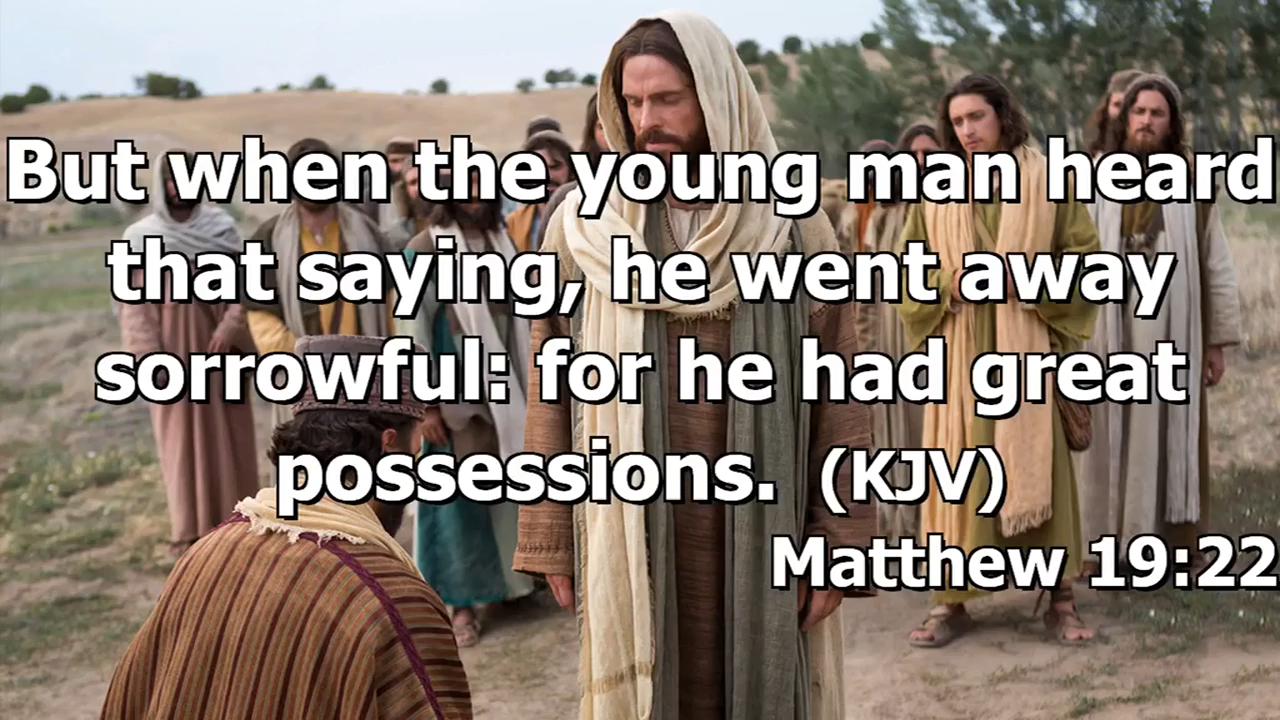 But when the young man heard
that saying, he went away
sorrowful: for he had great
possessions. (KJV)
Matthew 19:22